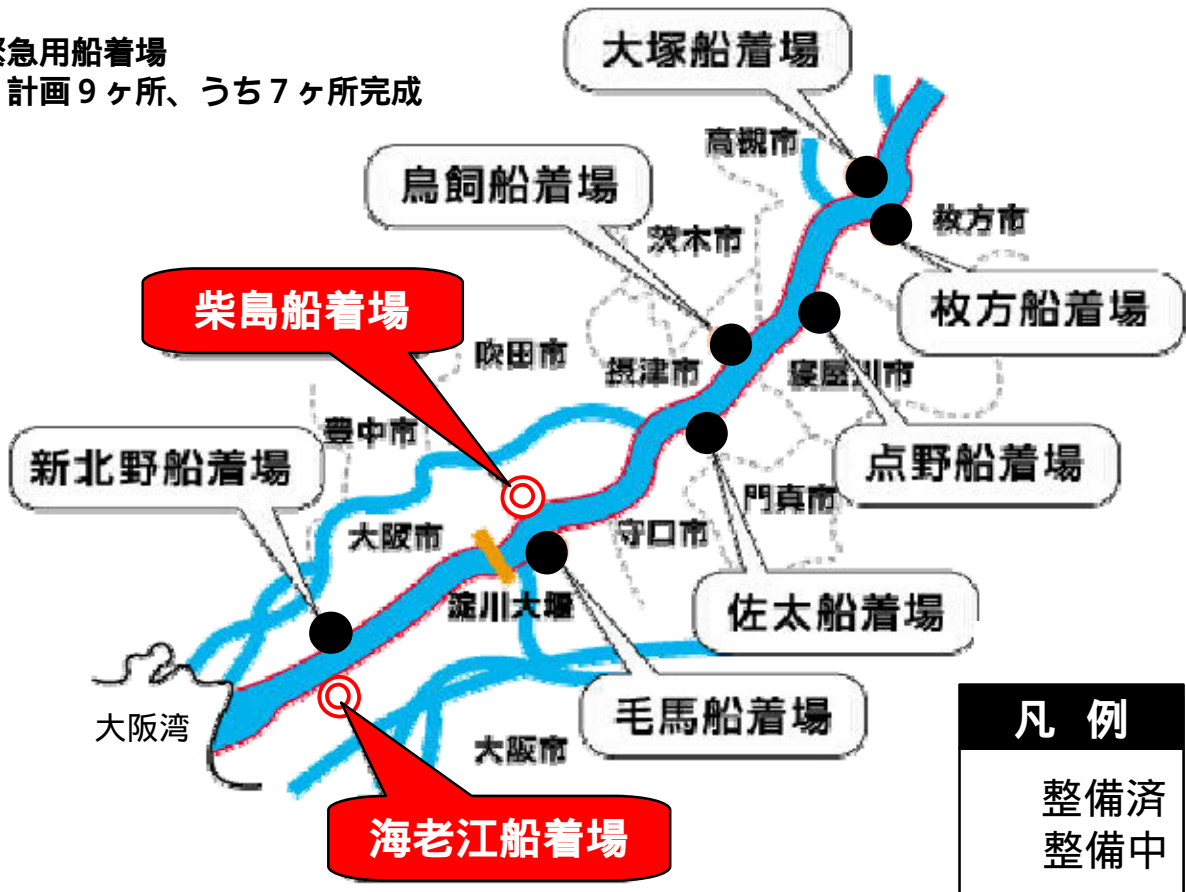 緊急用船着場
計画9ヶ所、うち7ヶ所完成
大塚船着場
高槻市
鳥飼船着場
枚方市
茨木市
柴島船着場
枚方船着場
吹田市
摂津市
寝屋川市
豊中市
新北野船着場
点野船着場
門真市
大阪市
守口市
淀川大堰
佐太船着場
毛馬船着場
大阪湾
大阪市
海老江船着場
凡 例
整備済
整備中